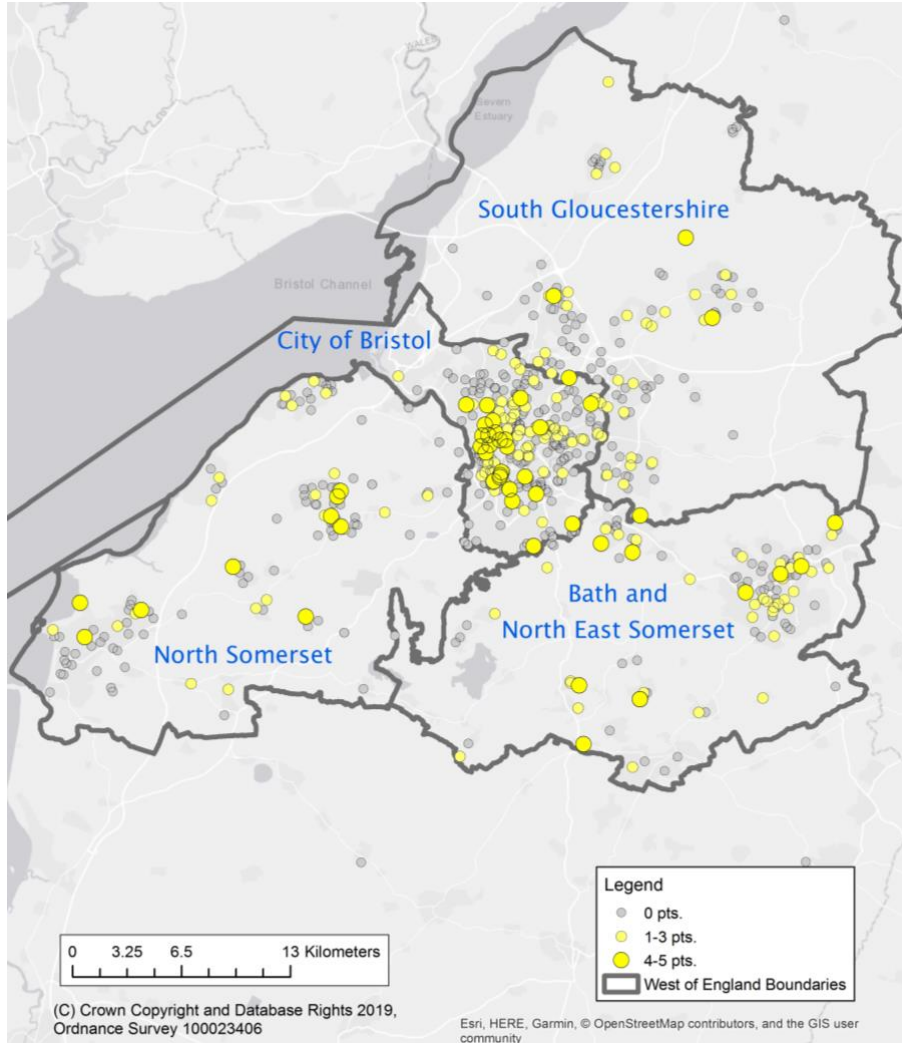 WALES
Severn
Estuary
South Gloucestershire
Bristol Channel
City of Bristol
Bath and
North East Somerset
North Somerset
Legend
0 pts.
1-3 pts.
4-5 pts.
West of England Boundaries
0 3.25 6.5 13 Kilometers
(C) Crown Copyright and Database Rights 2019,
Ordnance Survey 100023406
Esri, HERE, Garmin, © OpenStreetMap contributors, and the GIS user
community